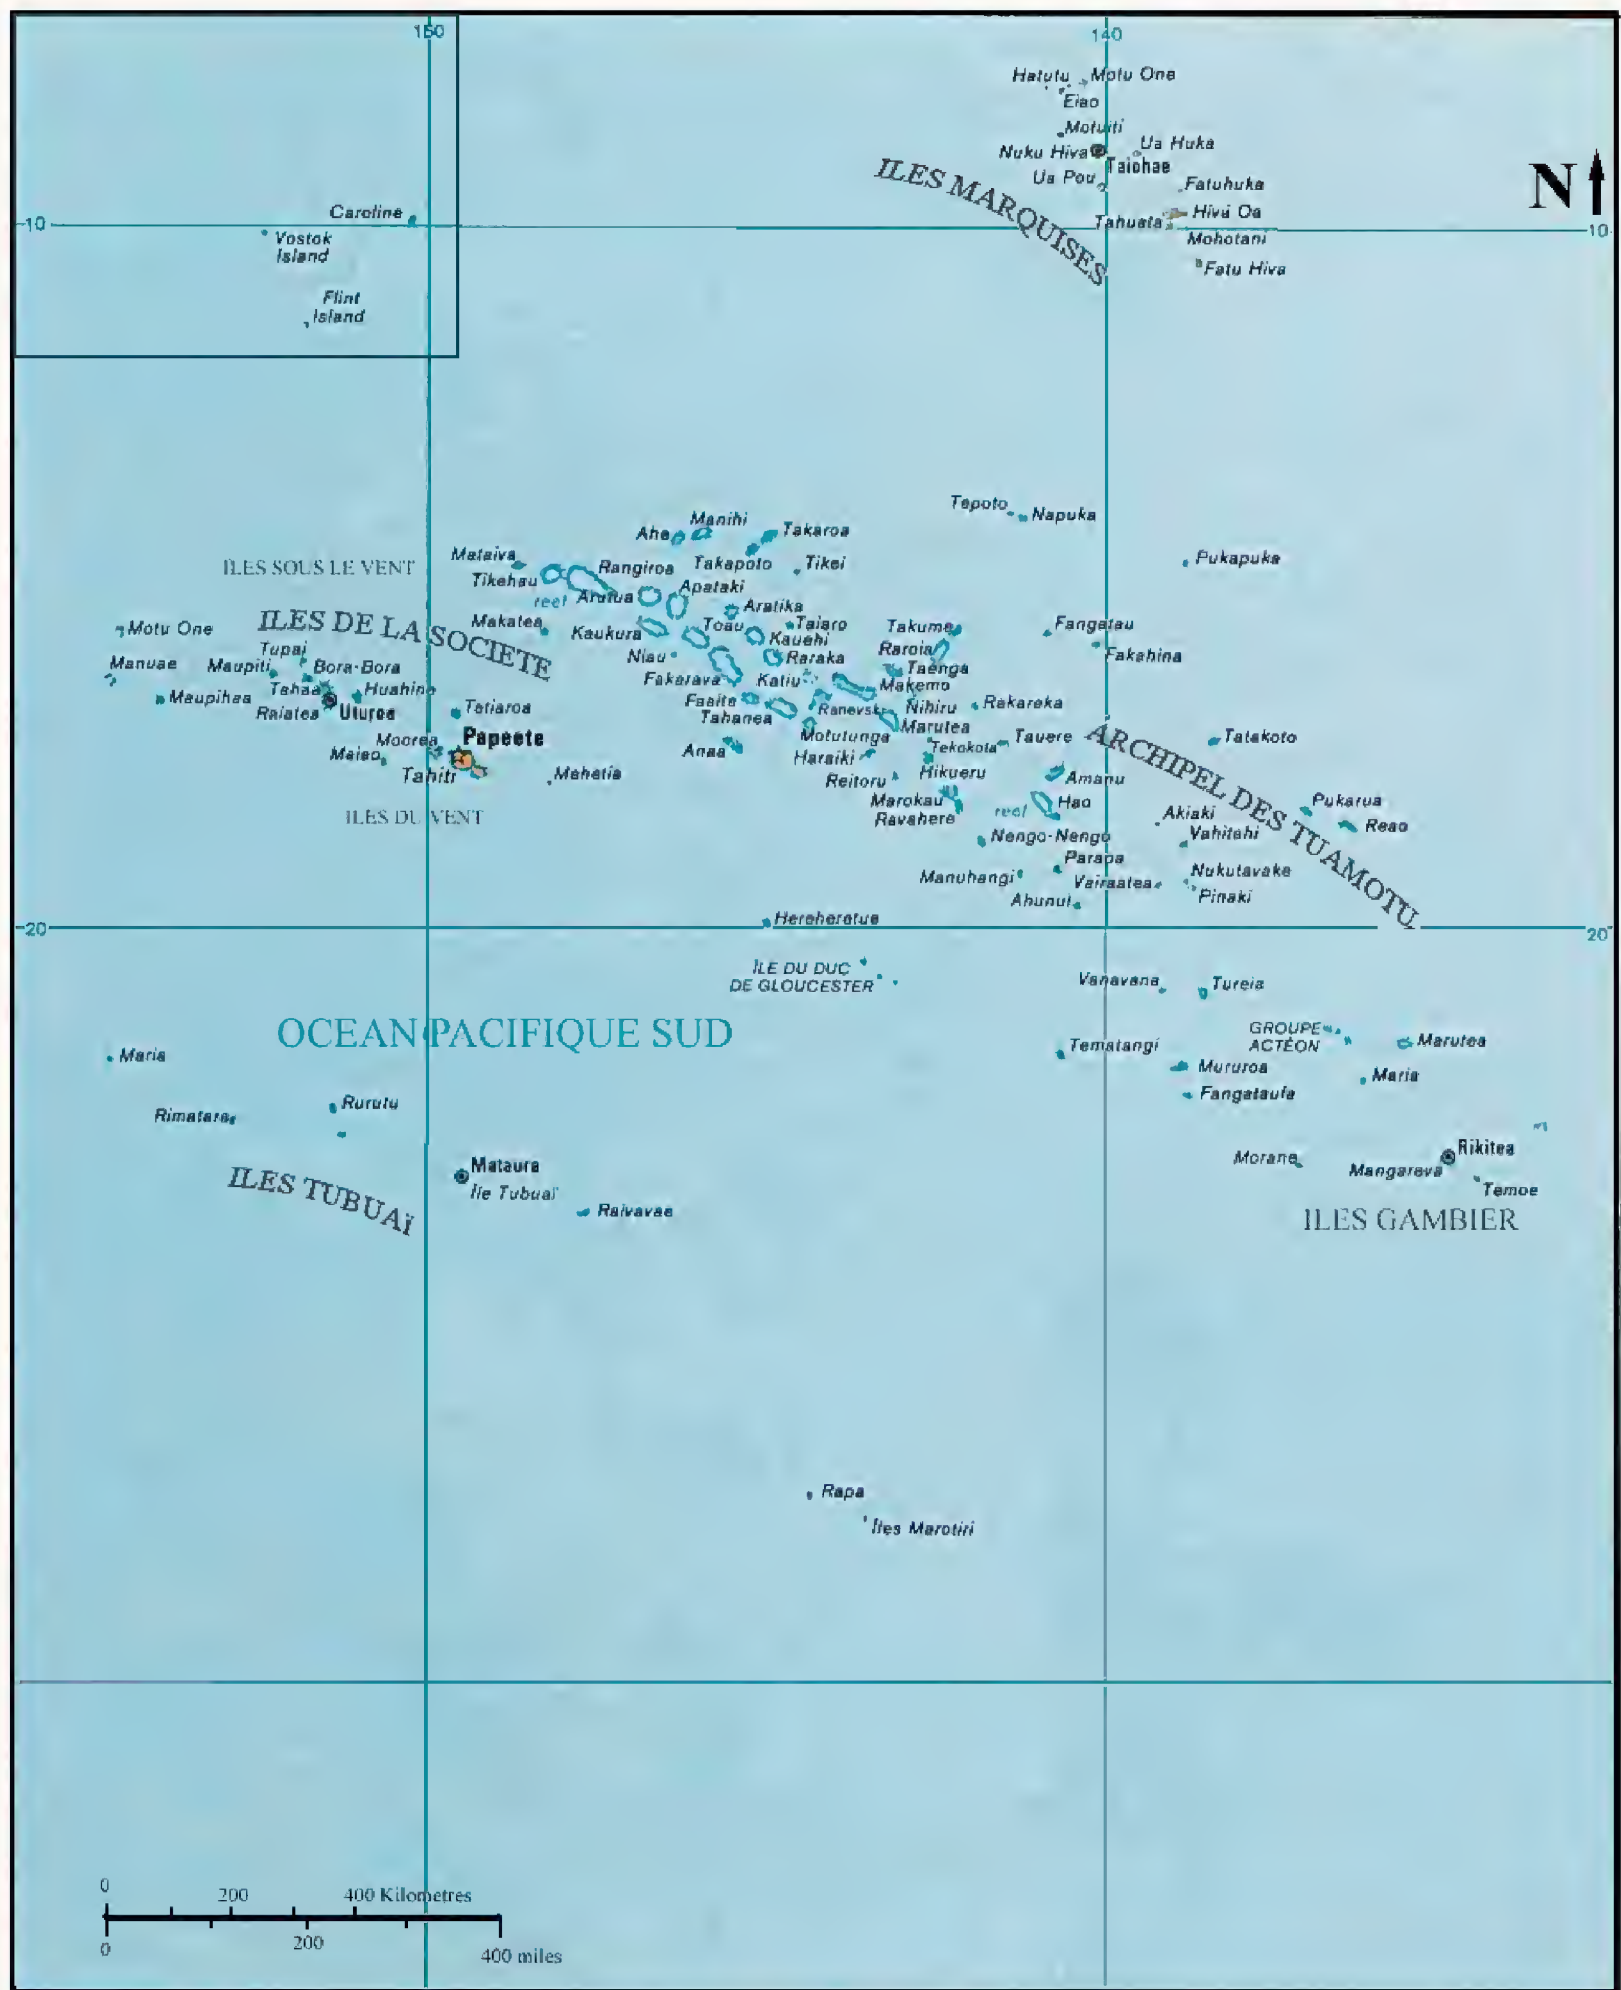 150
140
Hatutu
Motu One
Eiao
Motuiti
Nuku Hiva
Ua Huka
Taiohae
Ua Pou
Fatuhuka
N
ILES MARQUISES
Hiva Oa
Tahuata
Caroline
10
10
Vostok
Island
Mohotani
Fatu Hiva
Flint
Island
Tepoto
Napuka
Manihi
Ahe
Takaroa
Mataiva
Takapoto
Tikei
Pukapuka
ILES SOUS LE VENT
Tikehau
Rangiroa
Apataki
reef
Arutua
Aratika
Makatea
Kaukura
Toau
Taiaro
Kauehi
Takume
Fangatau
Motu One
ILES DE LA SOCIETE
Tupai
Niau
Raraka
Raroia
Fakahina
Manuae
Maupiti
Bora-Bora
Fakarava
Katiu
Taenga
Makemo
Tahaa
Huahine
Maupihaa
Raiatea
Uturoa
Tetiaroa
Faaite
Tahanea
Ranevsk
Nihiru
Rakareka
Marutea
Moorea
Papeete
Motutunga
Tekokota
Tauere
ARCHIPEL DES TUAMOTU
Tatakoto
Maiao
Tahiti
Mehetia
Anaa
Haraiki
Reitoru
Hikueru
Amanu
ILES DU VENT
Marokau
Ravahere
reef
Hao
Akiaki
Pukarua
Reao
Nengo-Nengo
Vahitahi
Parapa
Manuhangi
Vairaatea
Nukutavake
Ahunui
Pinaki
20
Hereheretue
20
ÎLE DU DUC
DE GLOUCESTER
Vanavana
Tureia
OCEAN PACIFIQUE SUD
GROUPE
ACTÉON
Marutea
Maria
Tematangi
Mururoa
Maria
Fangataufa
Rimatara
Rurutu
Mataura
Ile Tubuaï
ILES TUBUAï
Raivavae
Morane
Mangareva
Rikitea
Temoe
ILES GAMBIER
Rapa
Iles Marotiri
0
200
400 Kilometres
0
200
400 miles